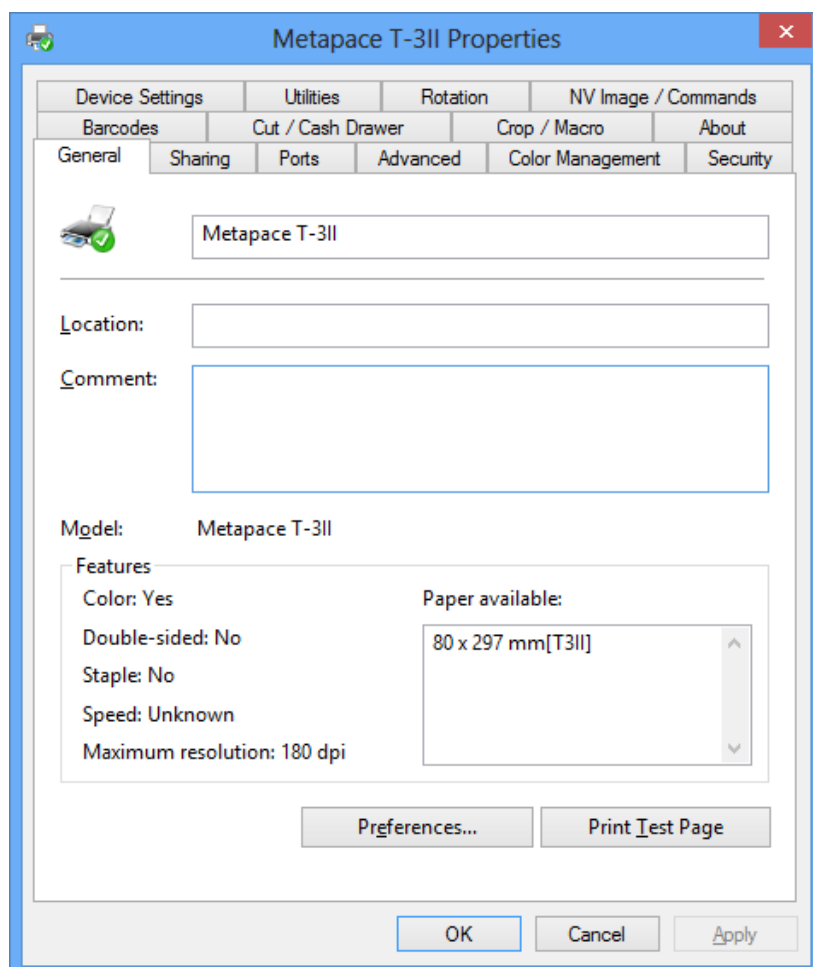 Metapace T-3II Properties
Device Settings Utilities Rotation NV Image / Commands
Barcodes Cut / Cash Drawer Crop / Macro About
General Sharing Ports Advanced Color Management Security
Metapace T-3II
Location:
Comment:
Model: Metapace T-3II
Features
Color: Yes Paper available:
Double-sided: No 80 x 297 mm[T3II]
Staple: No
Speed: Unknown
Maximum resolution: 180 dpi
Preferences... Print Test Page
OK Cancel Apply